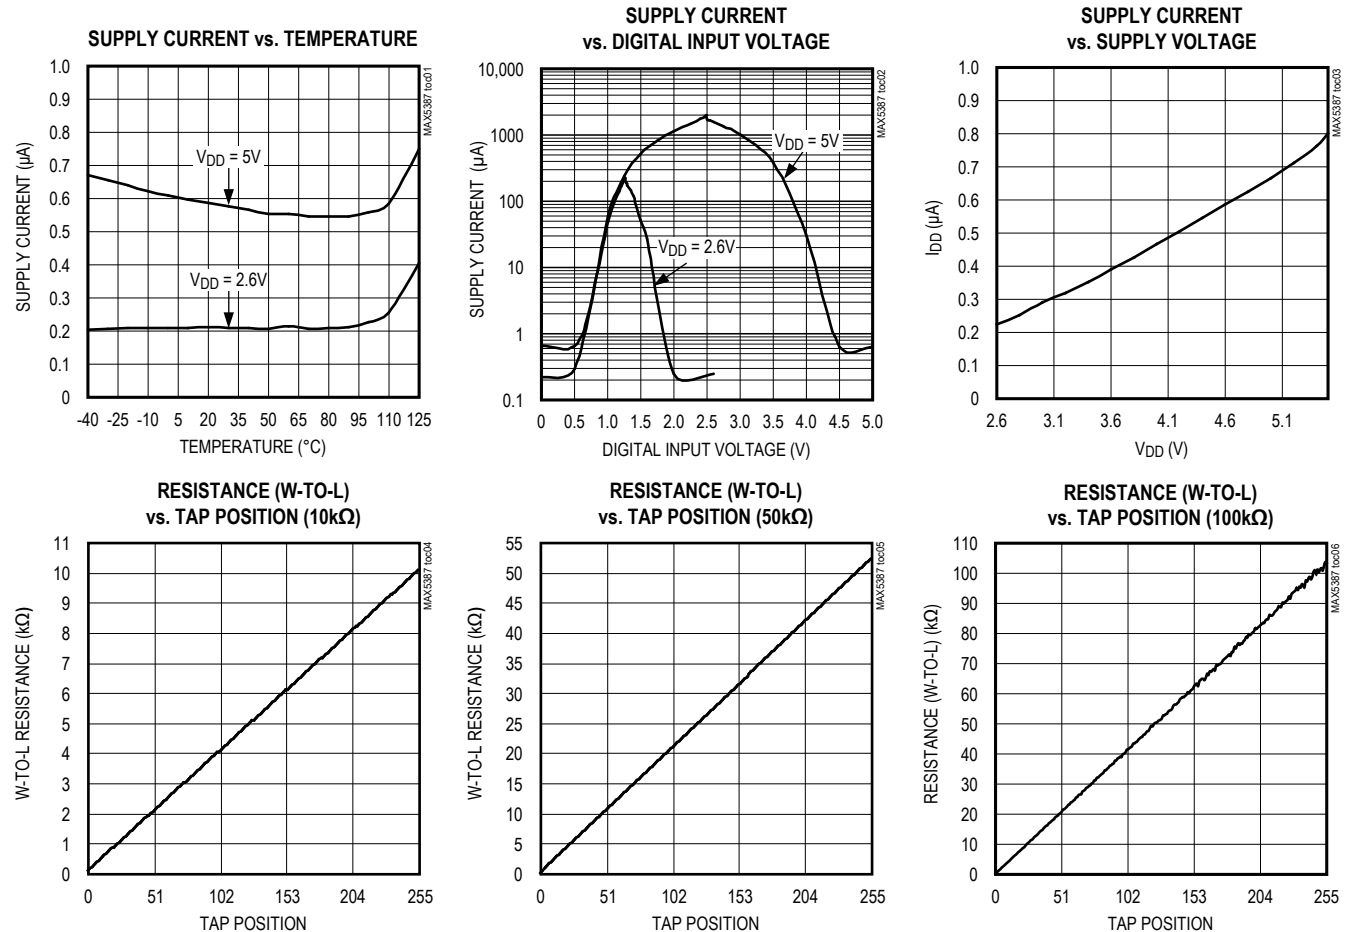 SUPPLY CURRENT vs. TEMPERATURE
1.0
0.9
0.8
0.7
0.6
0.5
0.4
0.3
0.2
0.1
0
SUPPLY CURRENT (µA)
VDD = 5V
VDD = 2.6V
MAX5387 toc01
-40 -25 -10 5 20 35 50 65 80 95 110 125
TEMPERATURE (°C)
SUPPLY CURRENT
vs. DIGITAL INPUT VOLTAGE
10,000
1000
100
10
1
0.1
SUPPLY CURRENT (µA)
VDD = 5V
VDD = 2.6V
MAX5387 toc02
0 0.5 1.0 1.5 2.0 2.5 3.0 3.5 4.0 4.5 5.0
DIGITAL INPUT VOLTAGE (V)
SUPPLY CURRENT
vs. SUPPLY VOLTAGE
1.0
0.9
0.8
0.7
0.6
0.5
0.4
0.3
0.2
0.1
0
IDD (µA)
MAX5387 toc03
2.6 3.1 3.6 4.1 4.6 5.1
VDD (V)
RESISTANCE (W-TO-L)
vs. TAP POSITION (10kΩ)
11
10
9
8
7
6
5
4
3
2
1
0
W-TO-L RESISTANCE (kΩ)
MAX5387 toc04
0 51 102 153 204 255
TAP POSITION
RESISTANCE (W-TO-L)
vs. TAP POSITION (50kΩ)
55
50
45
40
35
30
25
20
15
10
5
0
W-TO-L RESISTANCE (kΩ)
MAX5387 toc05
0 51 102 153 204 255
TAP POSITION
RESISTANCE (W-TO-L)
vs. TAP POSITION (100kΩ)
110
100
90
80
70
60
50
40
30
20
10
0
RESISTANCE (W-TO-L) (kΩ)
MAX5387 toc06
0 51 102 153 204 255
TAP POSITION